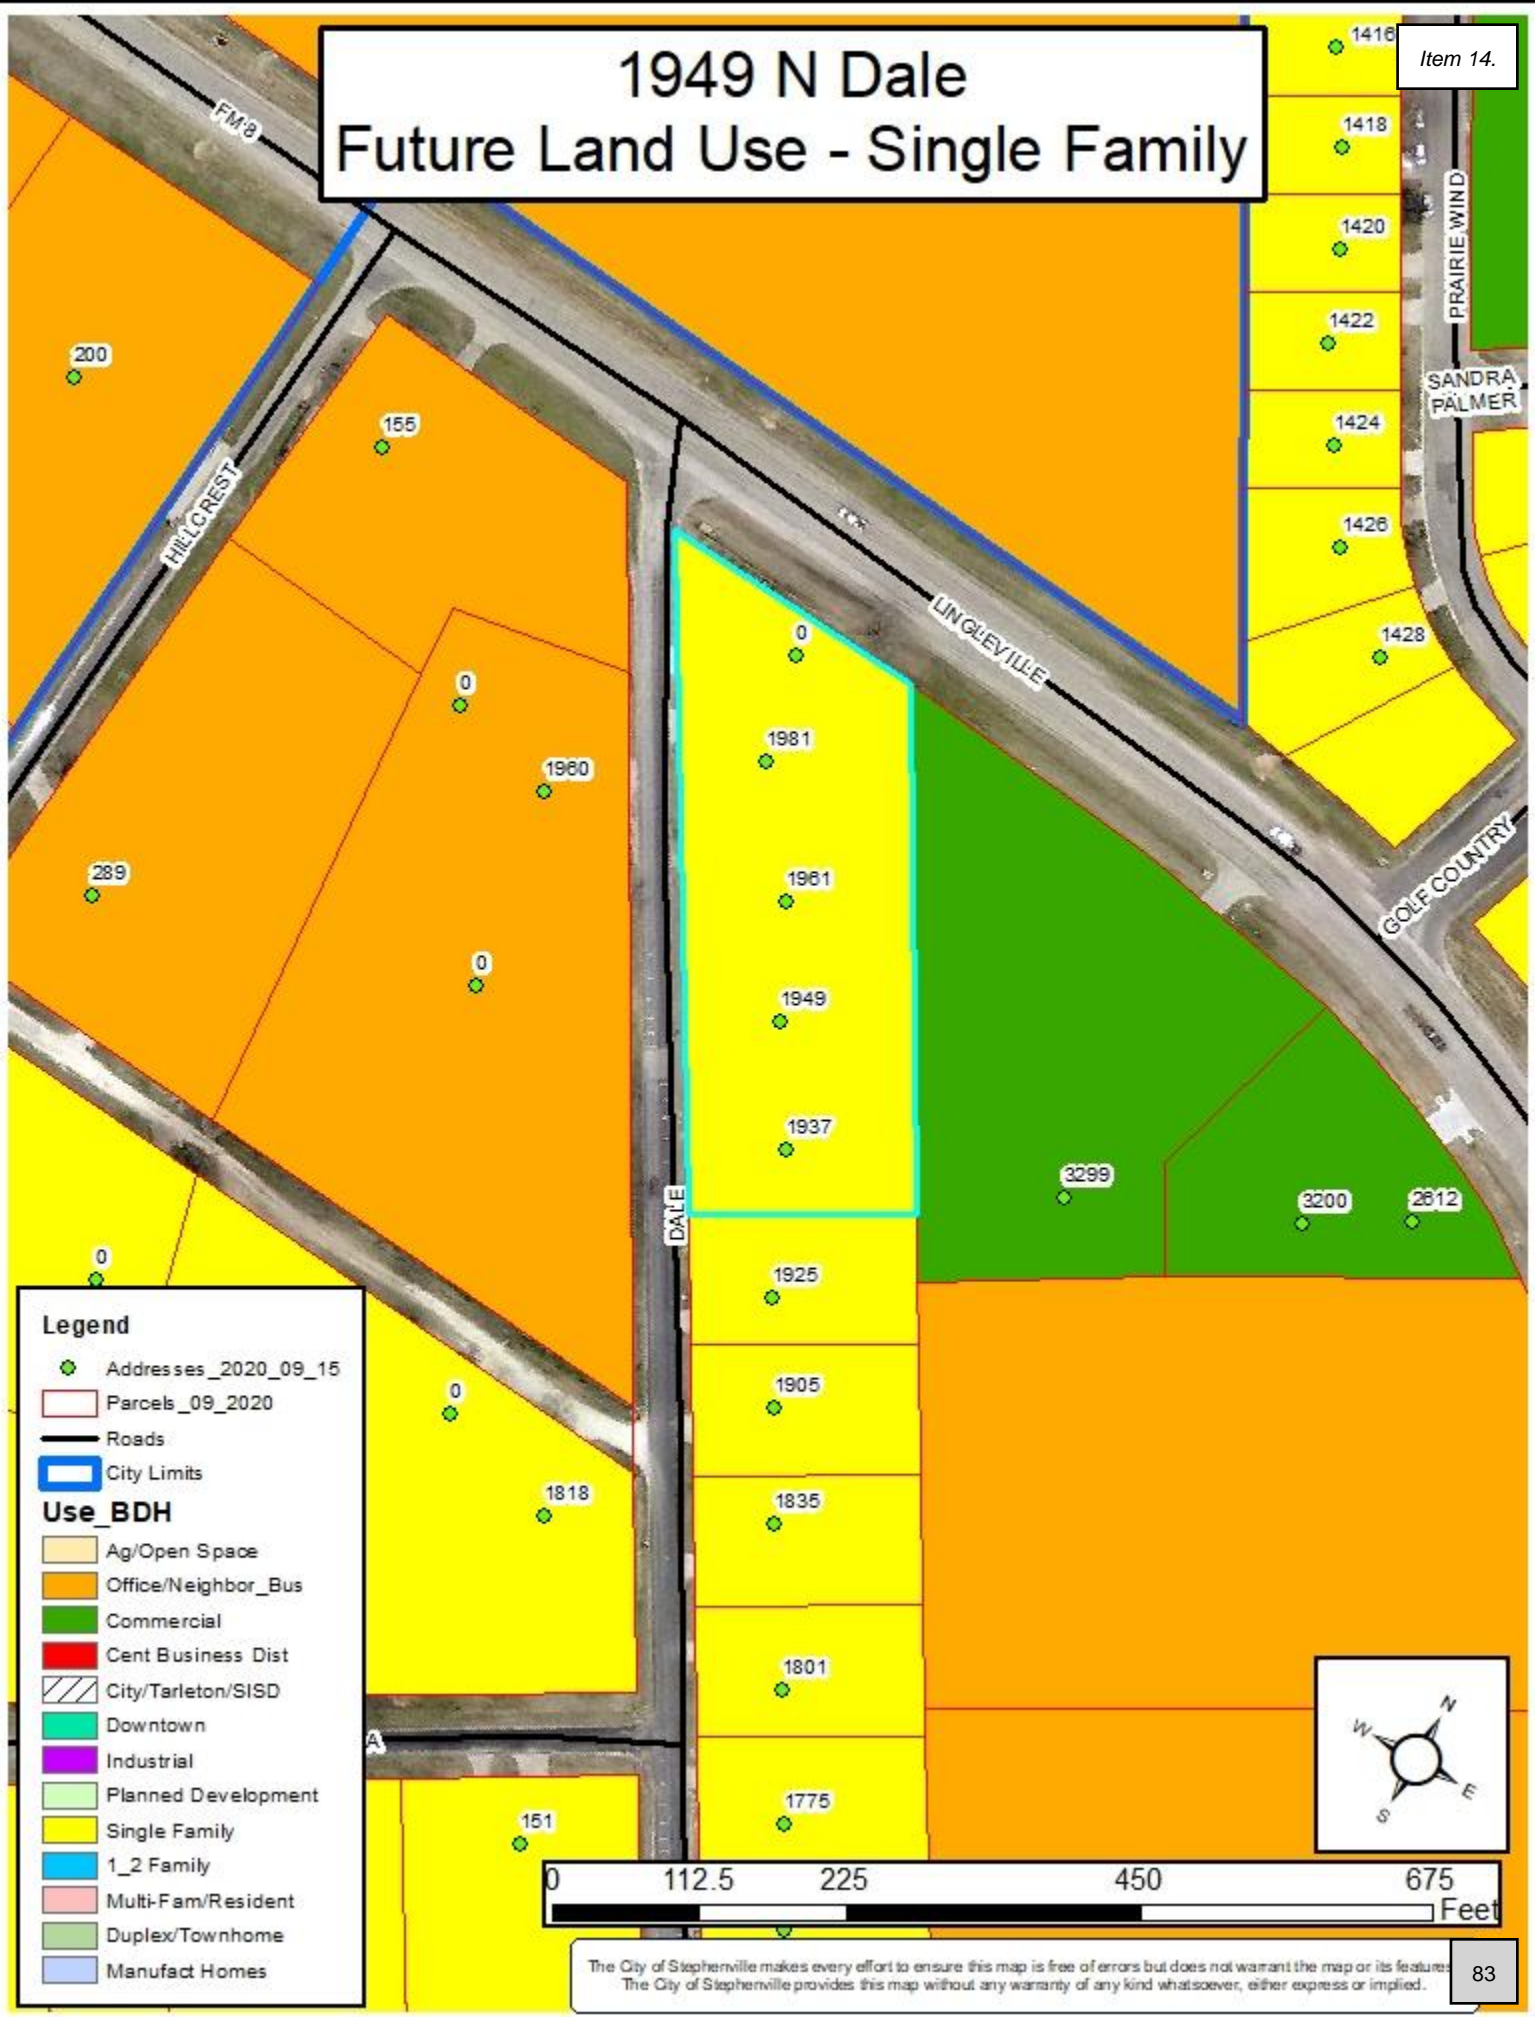 1949 N Dale
Future Land Use - Single Family
Item 14.
1416
1418
1420
1422
1424
1426
1428
PRAIRIE WIND
SANDRA
PALMER
FM 8
200
155
HILLCREST
LINGLEVILLE
GOLF COUNTRY
0
1981
1961
1949
1937
0
1960
289
0
DALE
3299
3200
2612
1925
1905
1835
1801
1775
0
0
1818
151
A
Legend
Addresses_2020_09_15
Parcels_09_2020
Roads
City Limits
Use_BDH
Ag/Open Space
Office/Neighbor_Bus
Commercial
Cent Business Dist
City/Tarleton/SISD
Downtown
Industrial
Planned Development
Single Family
1_2 Family
Multi-Fam/Resident
Duplex/Townhome
Manufact Homes
N
W
E
S
0 112.5 225 450 675
Feet
The City of Stephenville makes every effort to ensure this map is free of errors but does not warrant the map or its features
The City of Stephenville provides this map without any warranty of any kind whatsoever, either express or implied.
83